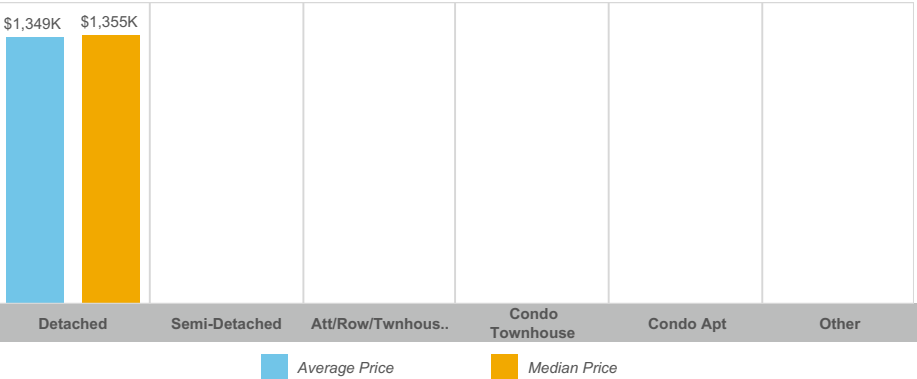 $1,349K $1,355K
Detached Semi-Detached Att/Row/Twnhous.. Condo Townhouse Condo Apt Other
Average Price Median Price